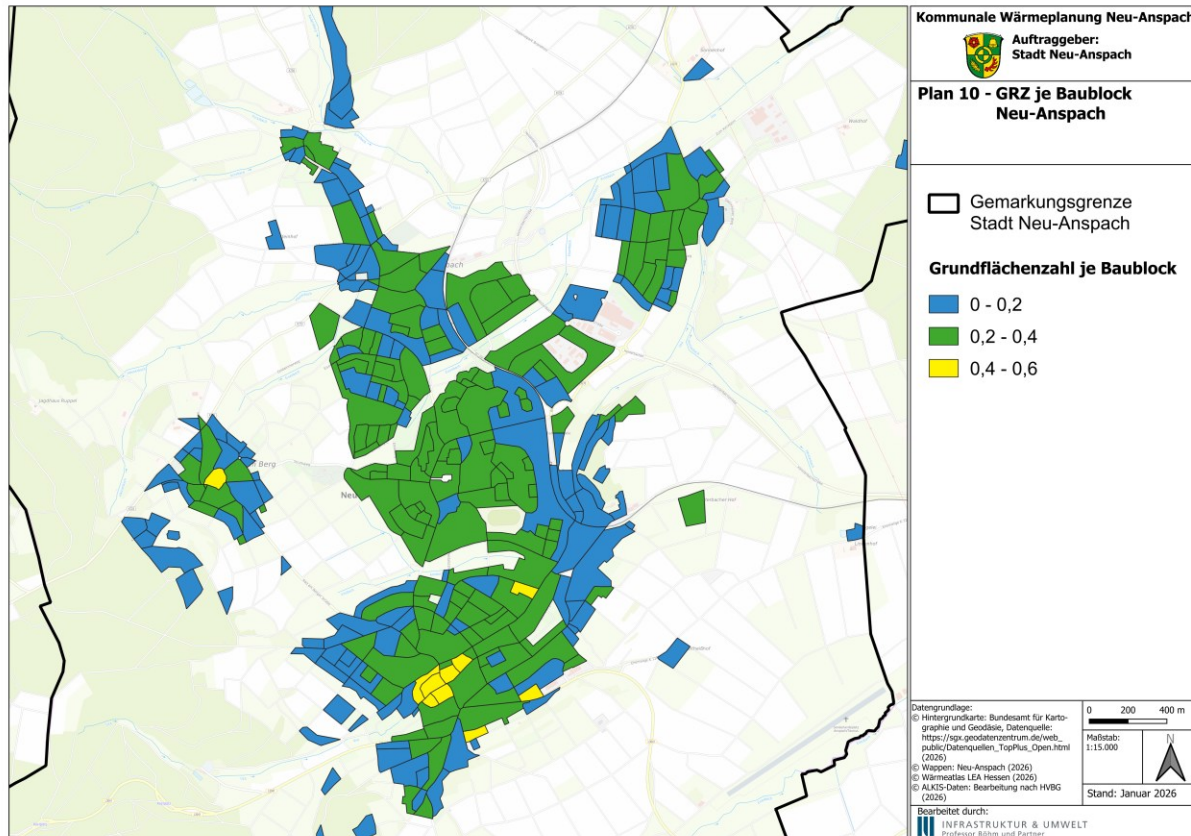 Kommunale Wärmeplanung Neu-Anspach
Auftraggeber:
Stadt Neu-Anspach
Plan 10 - GRZ je Baublock
Neu-Anspach
Gemarkungsgrenze
Stadt Neu-Anspach
Grundflächenzahl je Baublock
0 - 0,2
0,2 - 0,4
0,4 - 0,6
Datengrundlage:
© Hintergrundkarte: Bundesamt für Karto-
graphie und Geodäsie, Datenquelle:
https://sgx.geodatenzentrum.de/web_
public/Datenquellen_TopPlus_Open.html
(2026)
© Wappen: Neu-Anspach (2026)
© Wärmeatlas LEA Hessen (2026)
© ALKIS-Daten: Bearbeitung nach HVBG
(2026)
0 200 400 m
Maßstab:
1:15.000
N
Stand: Januar 2026
Bearbeitet durch:
INFRASTRUKTUR & UMWELT
Professor Böhm und Partner
Jagdhaus Ruppel
Berg
Neu